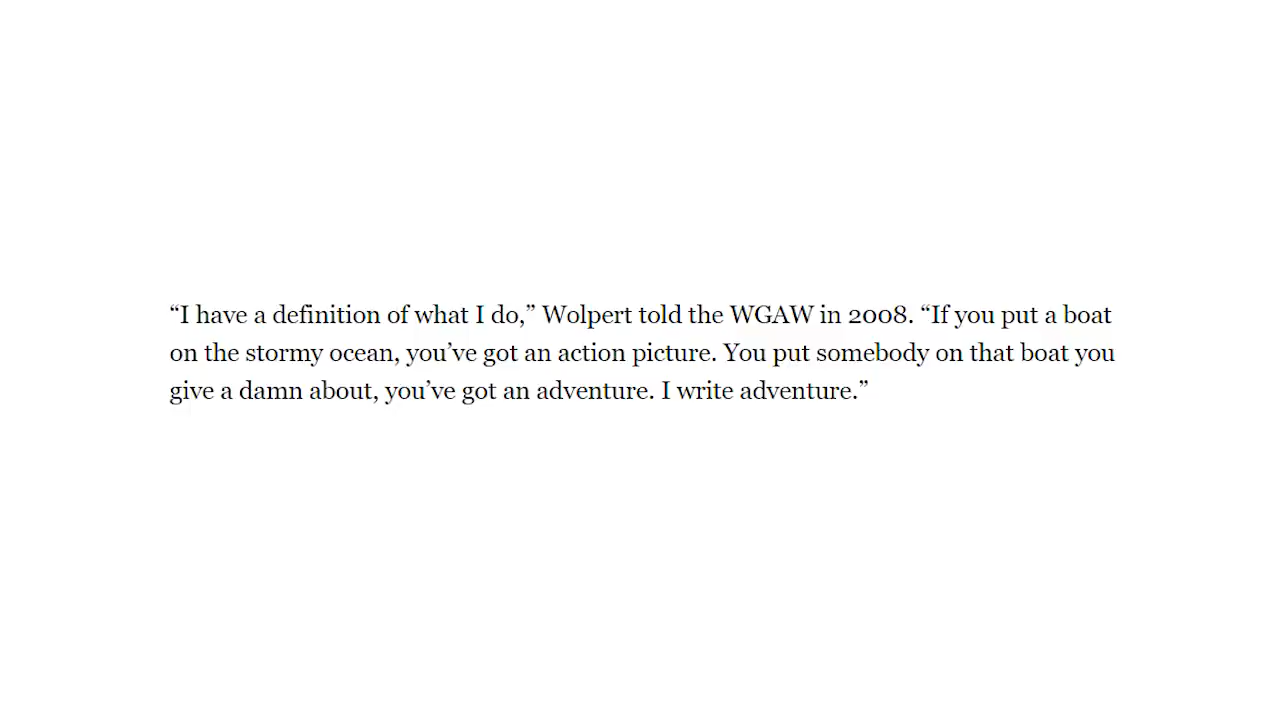 “I have a definition of what I do,” Wolpert told the WGAW in 2008. “If you put a boat
on the stormy ocean, you’ve got an action picture. You put somebody on that boat you
give a damn about, you’ve got an adventure. I write adventure.”